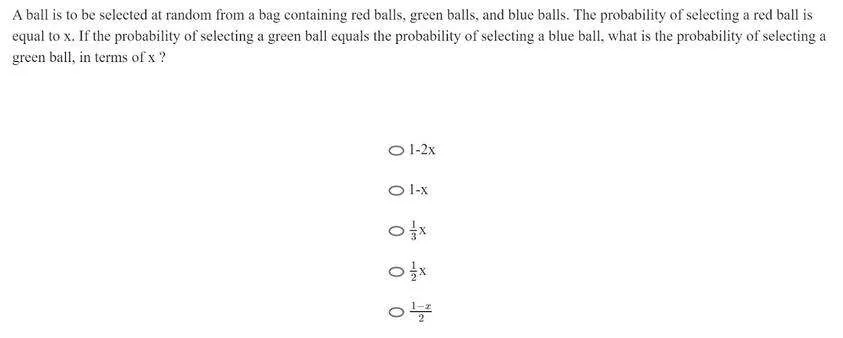 A ball is to be selected at random from a bag containing red balls, green balls, and blue balls. The probability of selecting a red ball is
equal to x. If the probability of selecting a green ball equals the probability of selecting a blue ball, what is the probability of selecting a
green ball, in terms of x ?
1-2x
1-x
1/3 x
1/2 x
1-x/2